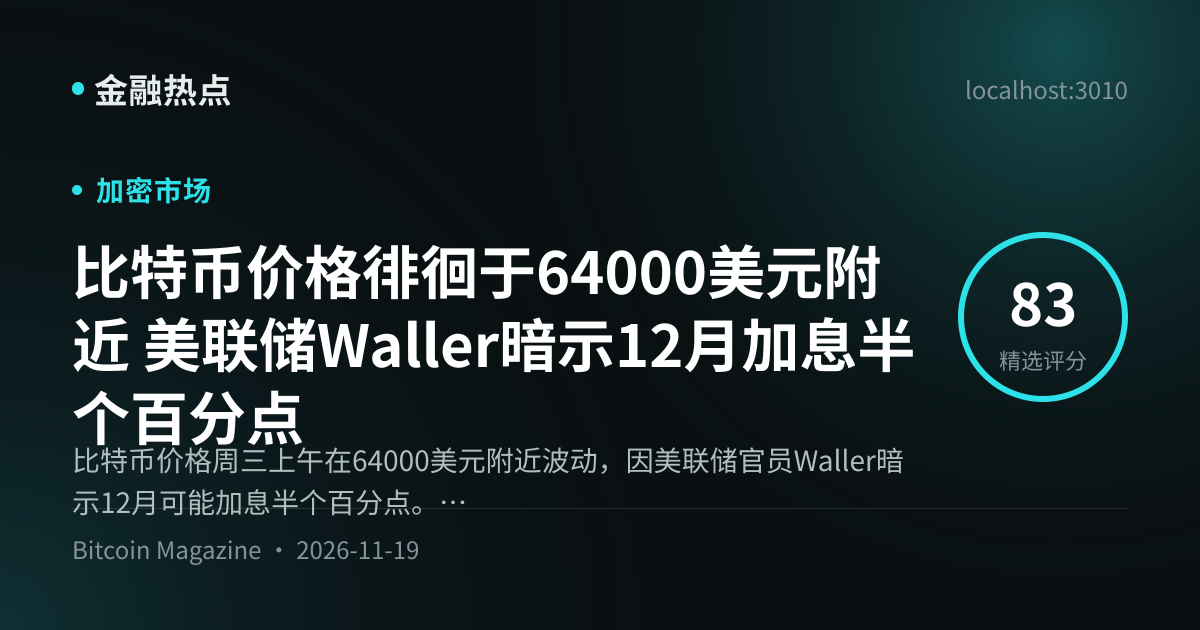 金融热点
localhost:3010
加密市场
比特币价格徘徊于64000美元附
近 美联储Waller暗示12月加息半
个百分点
83
精选评分
比特币价格周三上午在64000美元附近波动，因美联储官员Waller暗
示12月可能加息半个百分点。…
Bitcoin Magazine · 2026-11-19